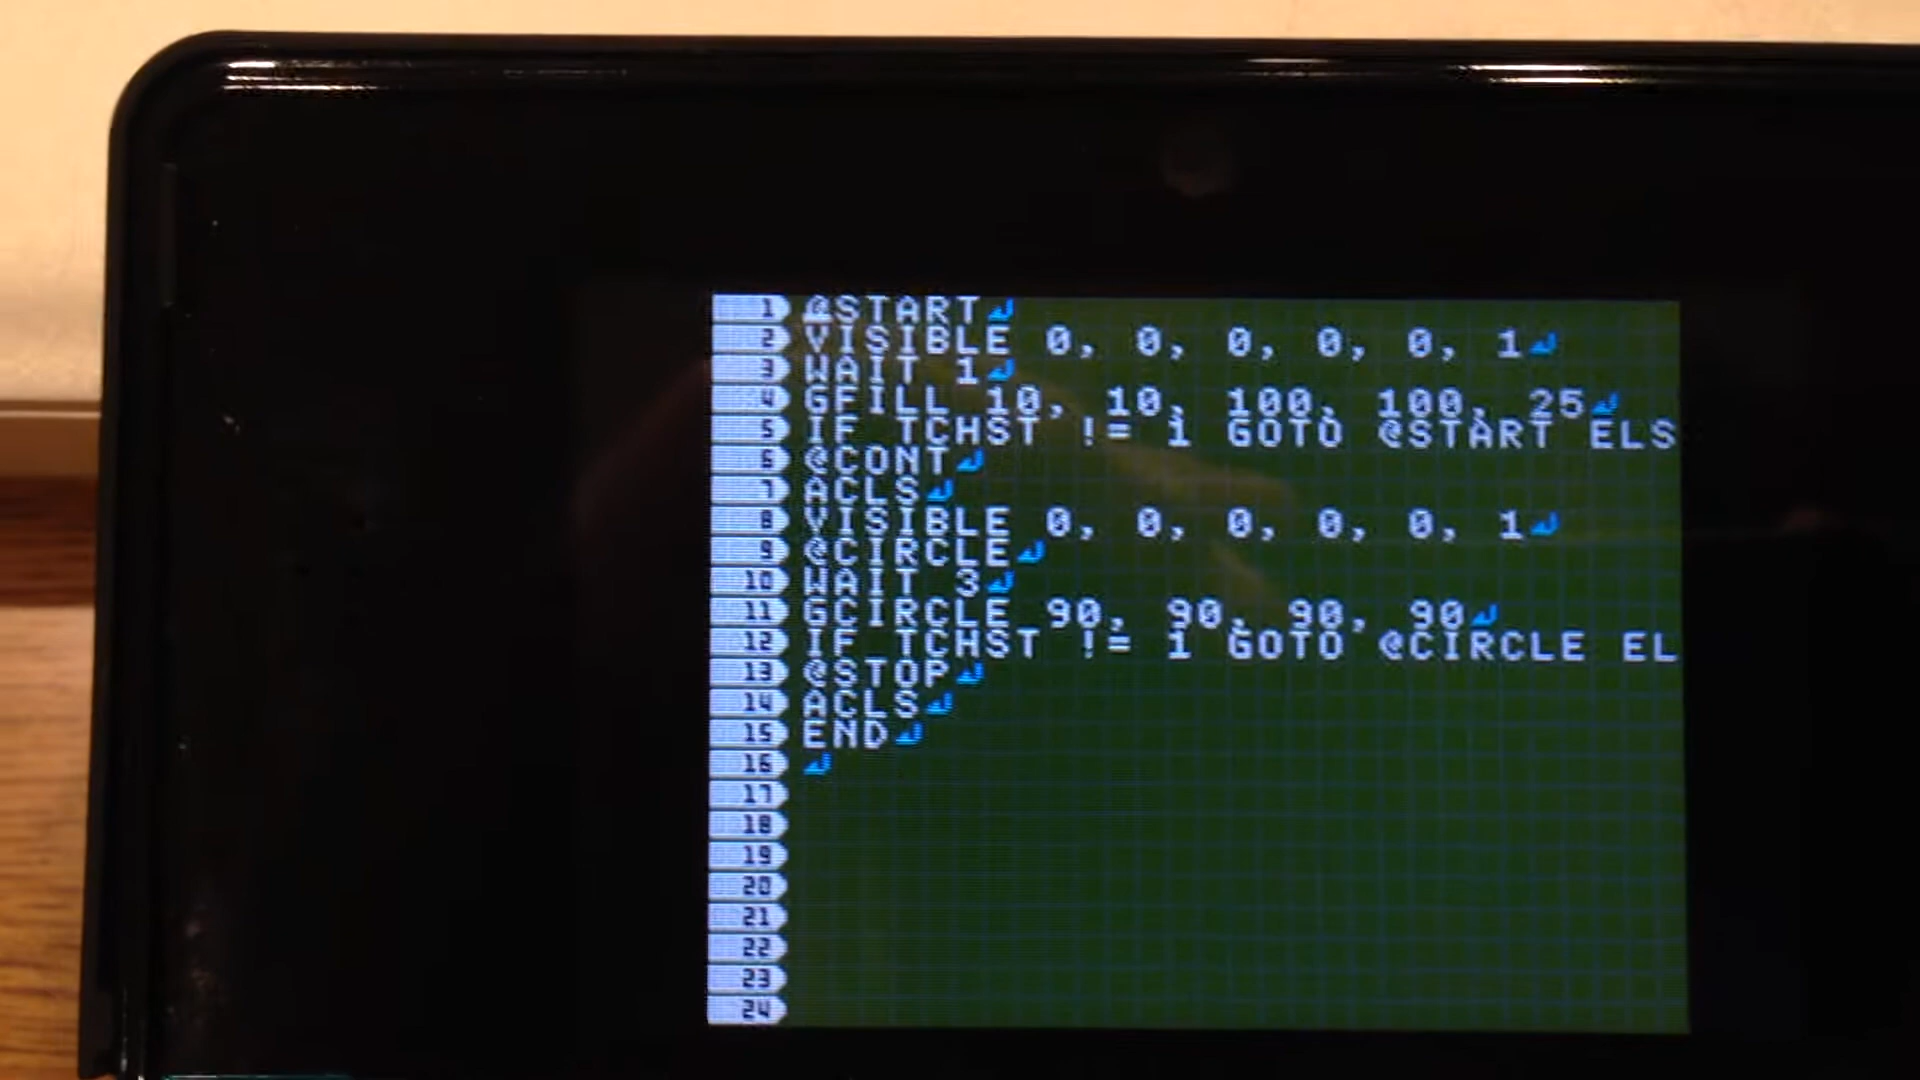 1 @START
2 VISIBLE 0, 0, 0, 0, 0, 1
3 WAIT 1
4 GFILL 10, 10, 100, 100, 25
5 IF TCHST != 1 GOTO @START ELS
6 @CONT
7 ACLS
8 VISIBLE 0, 0, 0, 0, 0, 1
9 @CIRCLE
10 WAIT 3
11 GCIRCLE 90, 90, 90, 90
12 IF TCHST != 1 GOTO @CIRCLE EL
13 @STOP
14 ACLS
15 END
16
17
18
19
20
21
22
23
24